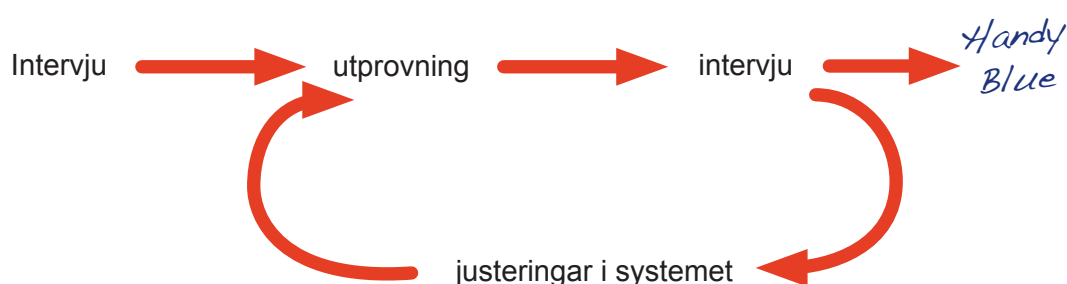 Intervju utprovning intervju Handy
Blue
justeringar i systemet